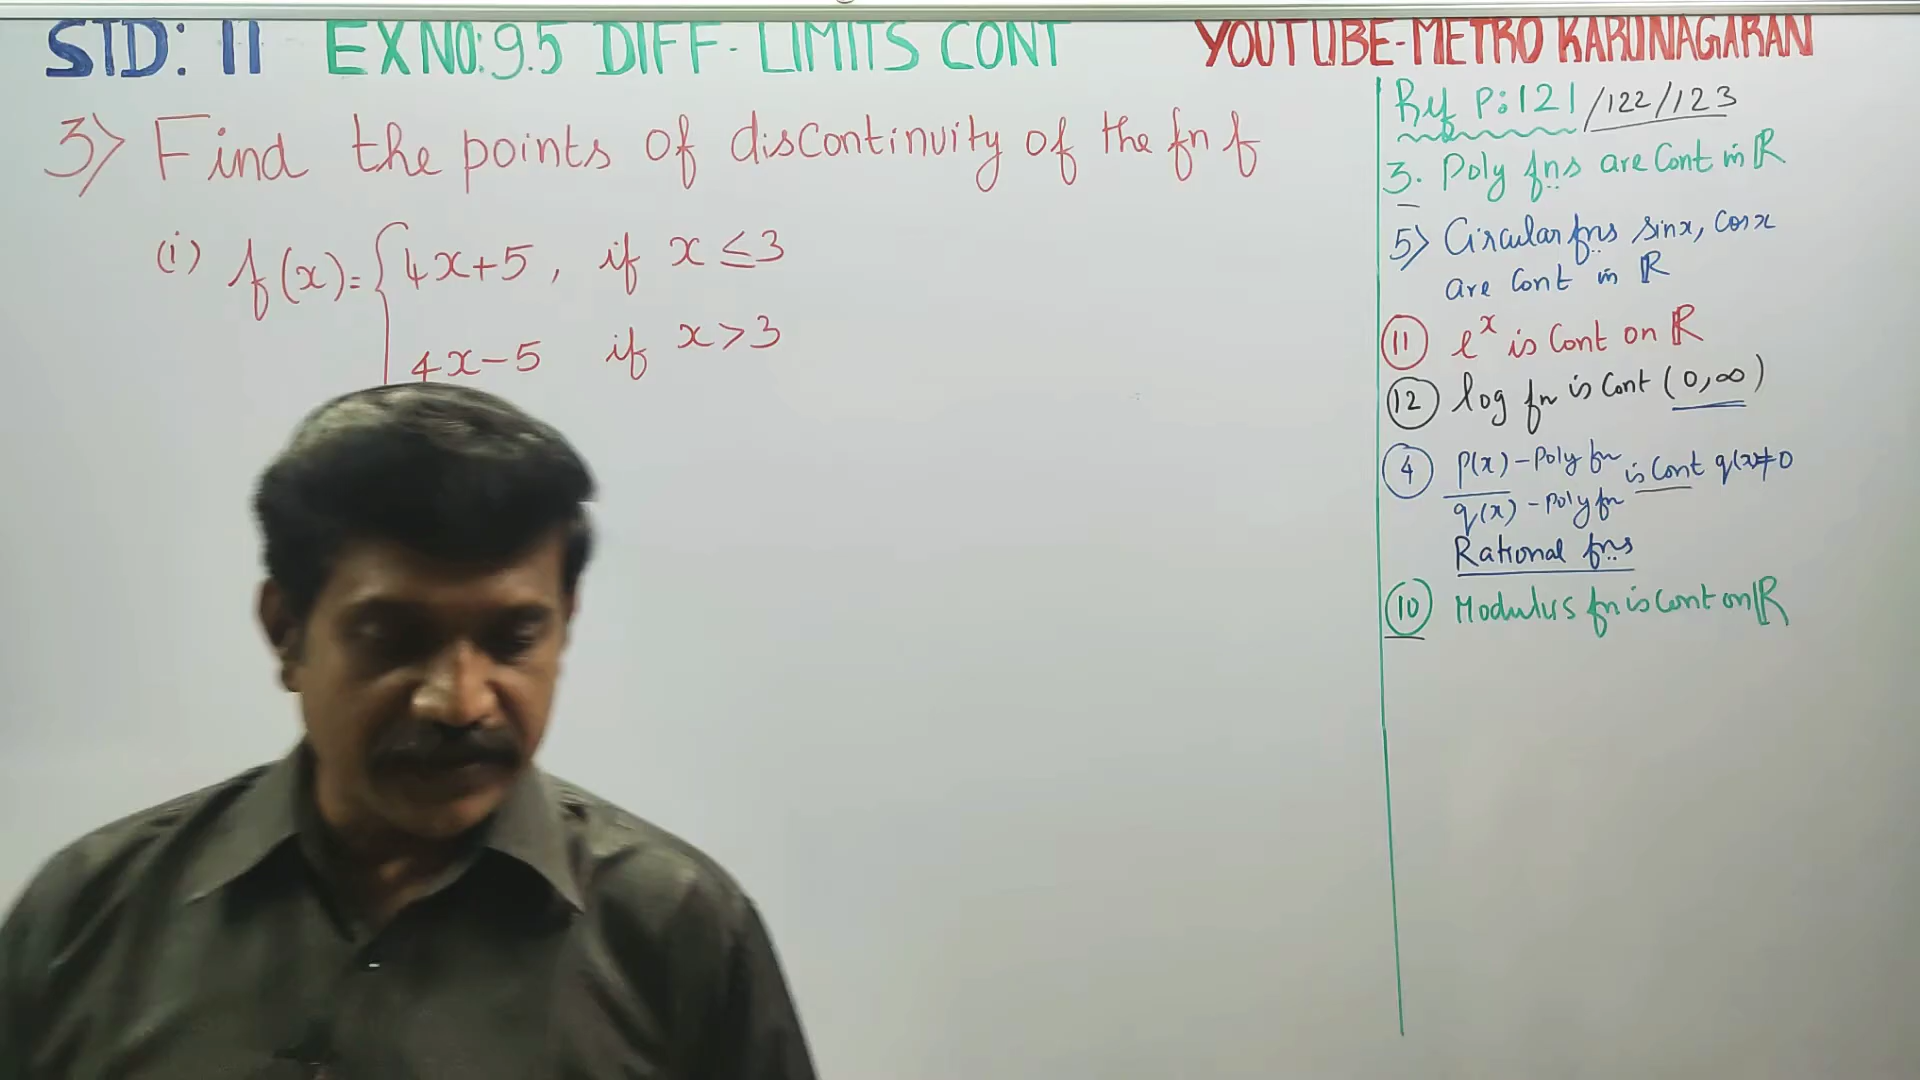 STD: 11 EX NO: 9.5 DIFF- LIMITS CONT YOUTUBE-METRO KARUNAGARAN
3) Find the points of discontinuity of the fn f
(i) f(x)= { 4x+5, if x ≤ 3
4x-5 if x > 3
Ref P: 121 /122/123
3. Poly fns are Cont in ℝ
5) Circular fns sinx, cosx
are Cont in ℝ
(11) e^x is Cont on ℝ
(12) log fn is Cont (0,∞)
(4) p(x) - Poly fn is Cont q(x)≠0
q(x) - Poly fn
Rational fns
(10) Modulus fn is Cont on ℝ